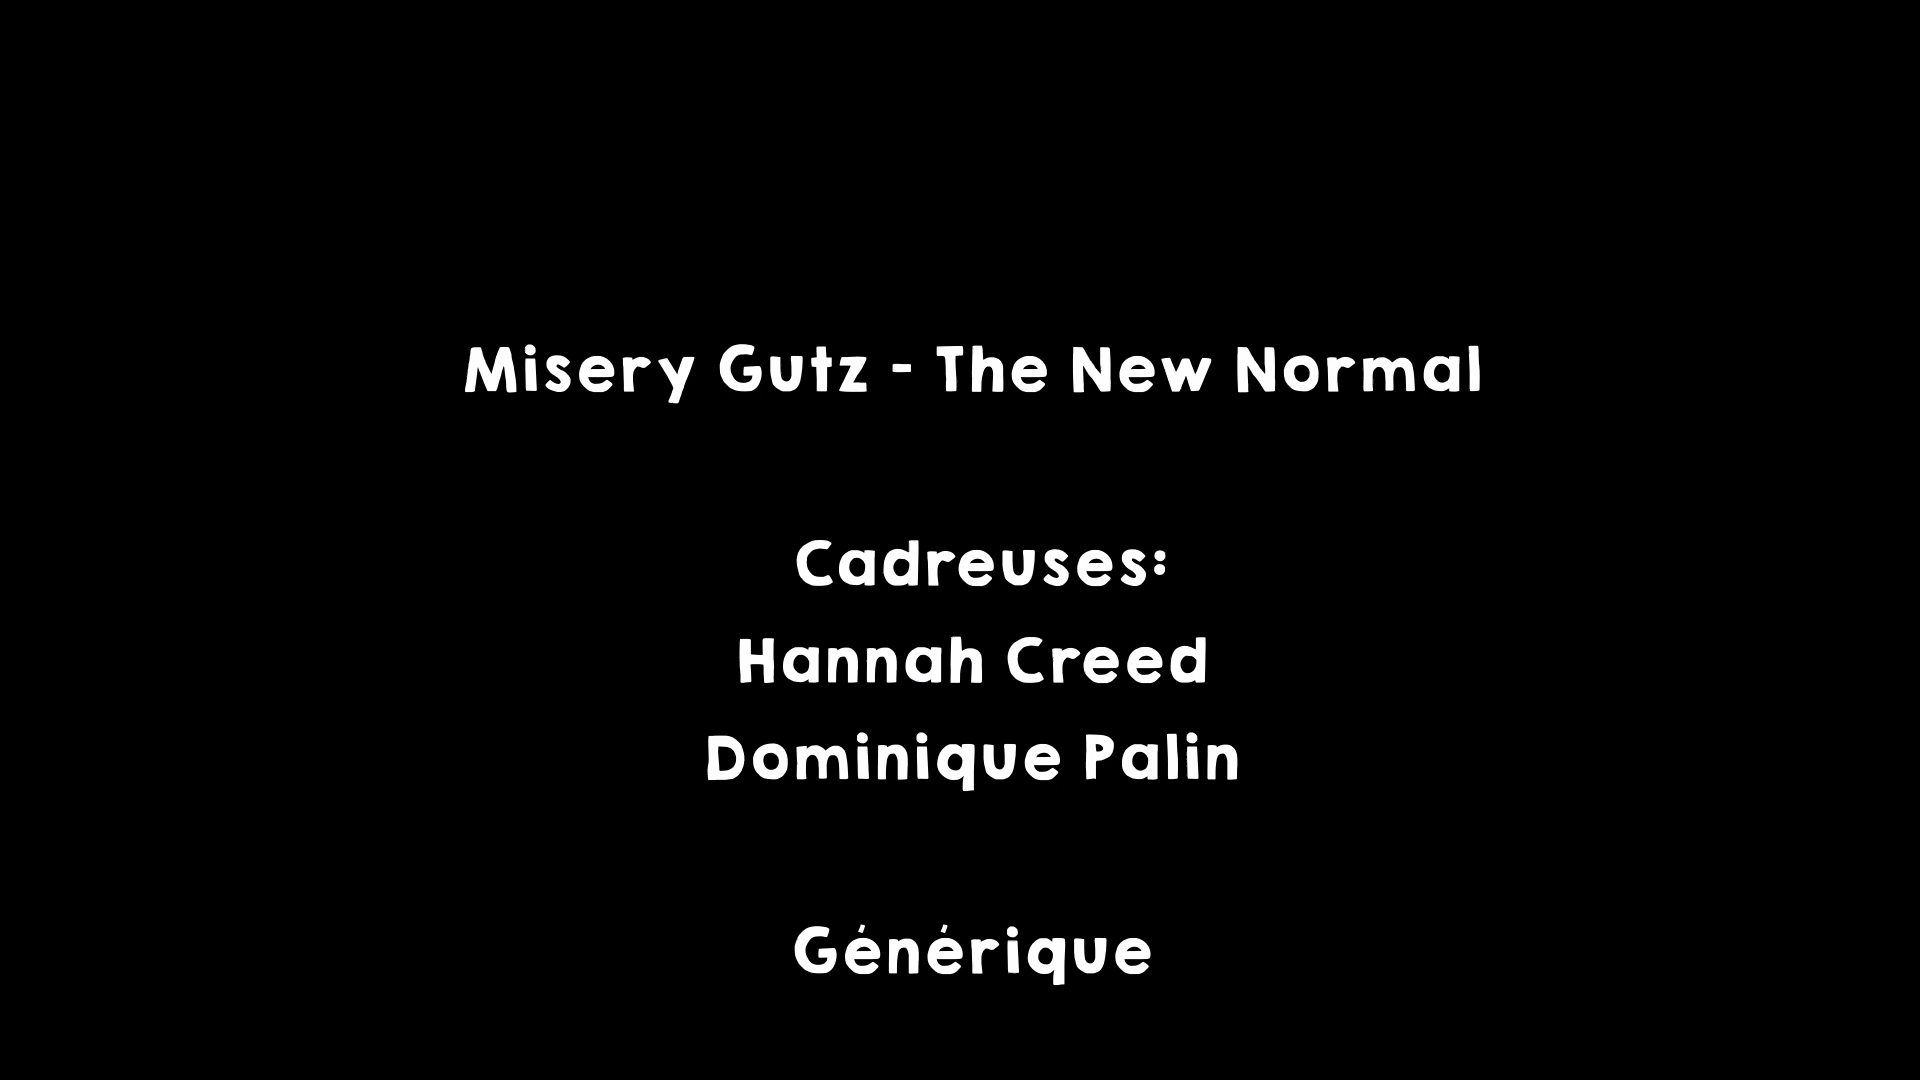 Misery Gutz - The New Normal
Cadreuses:
Hannah Creed
Dominique Palin
Générique